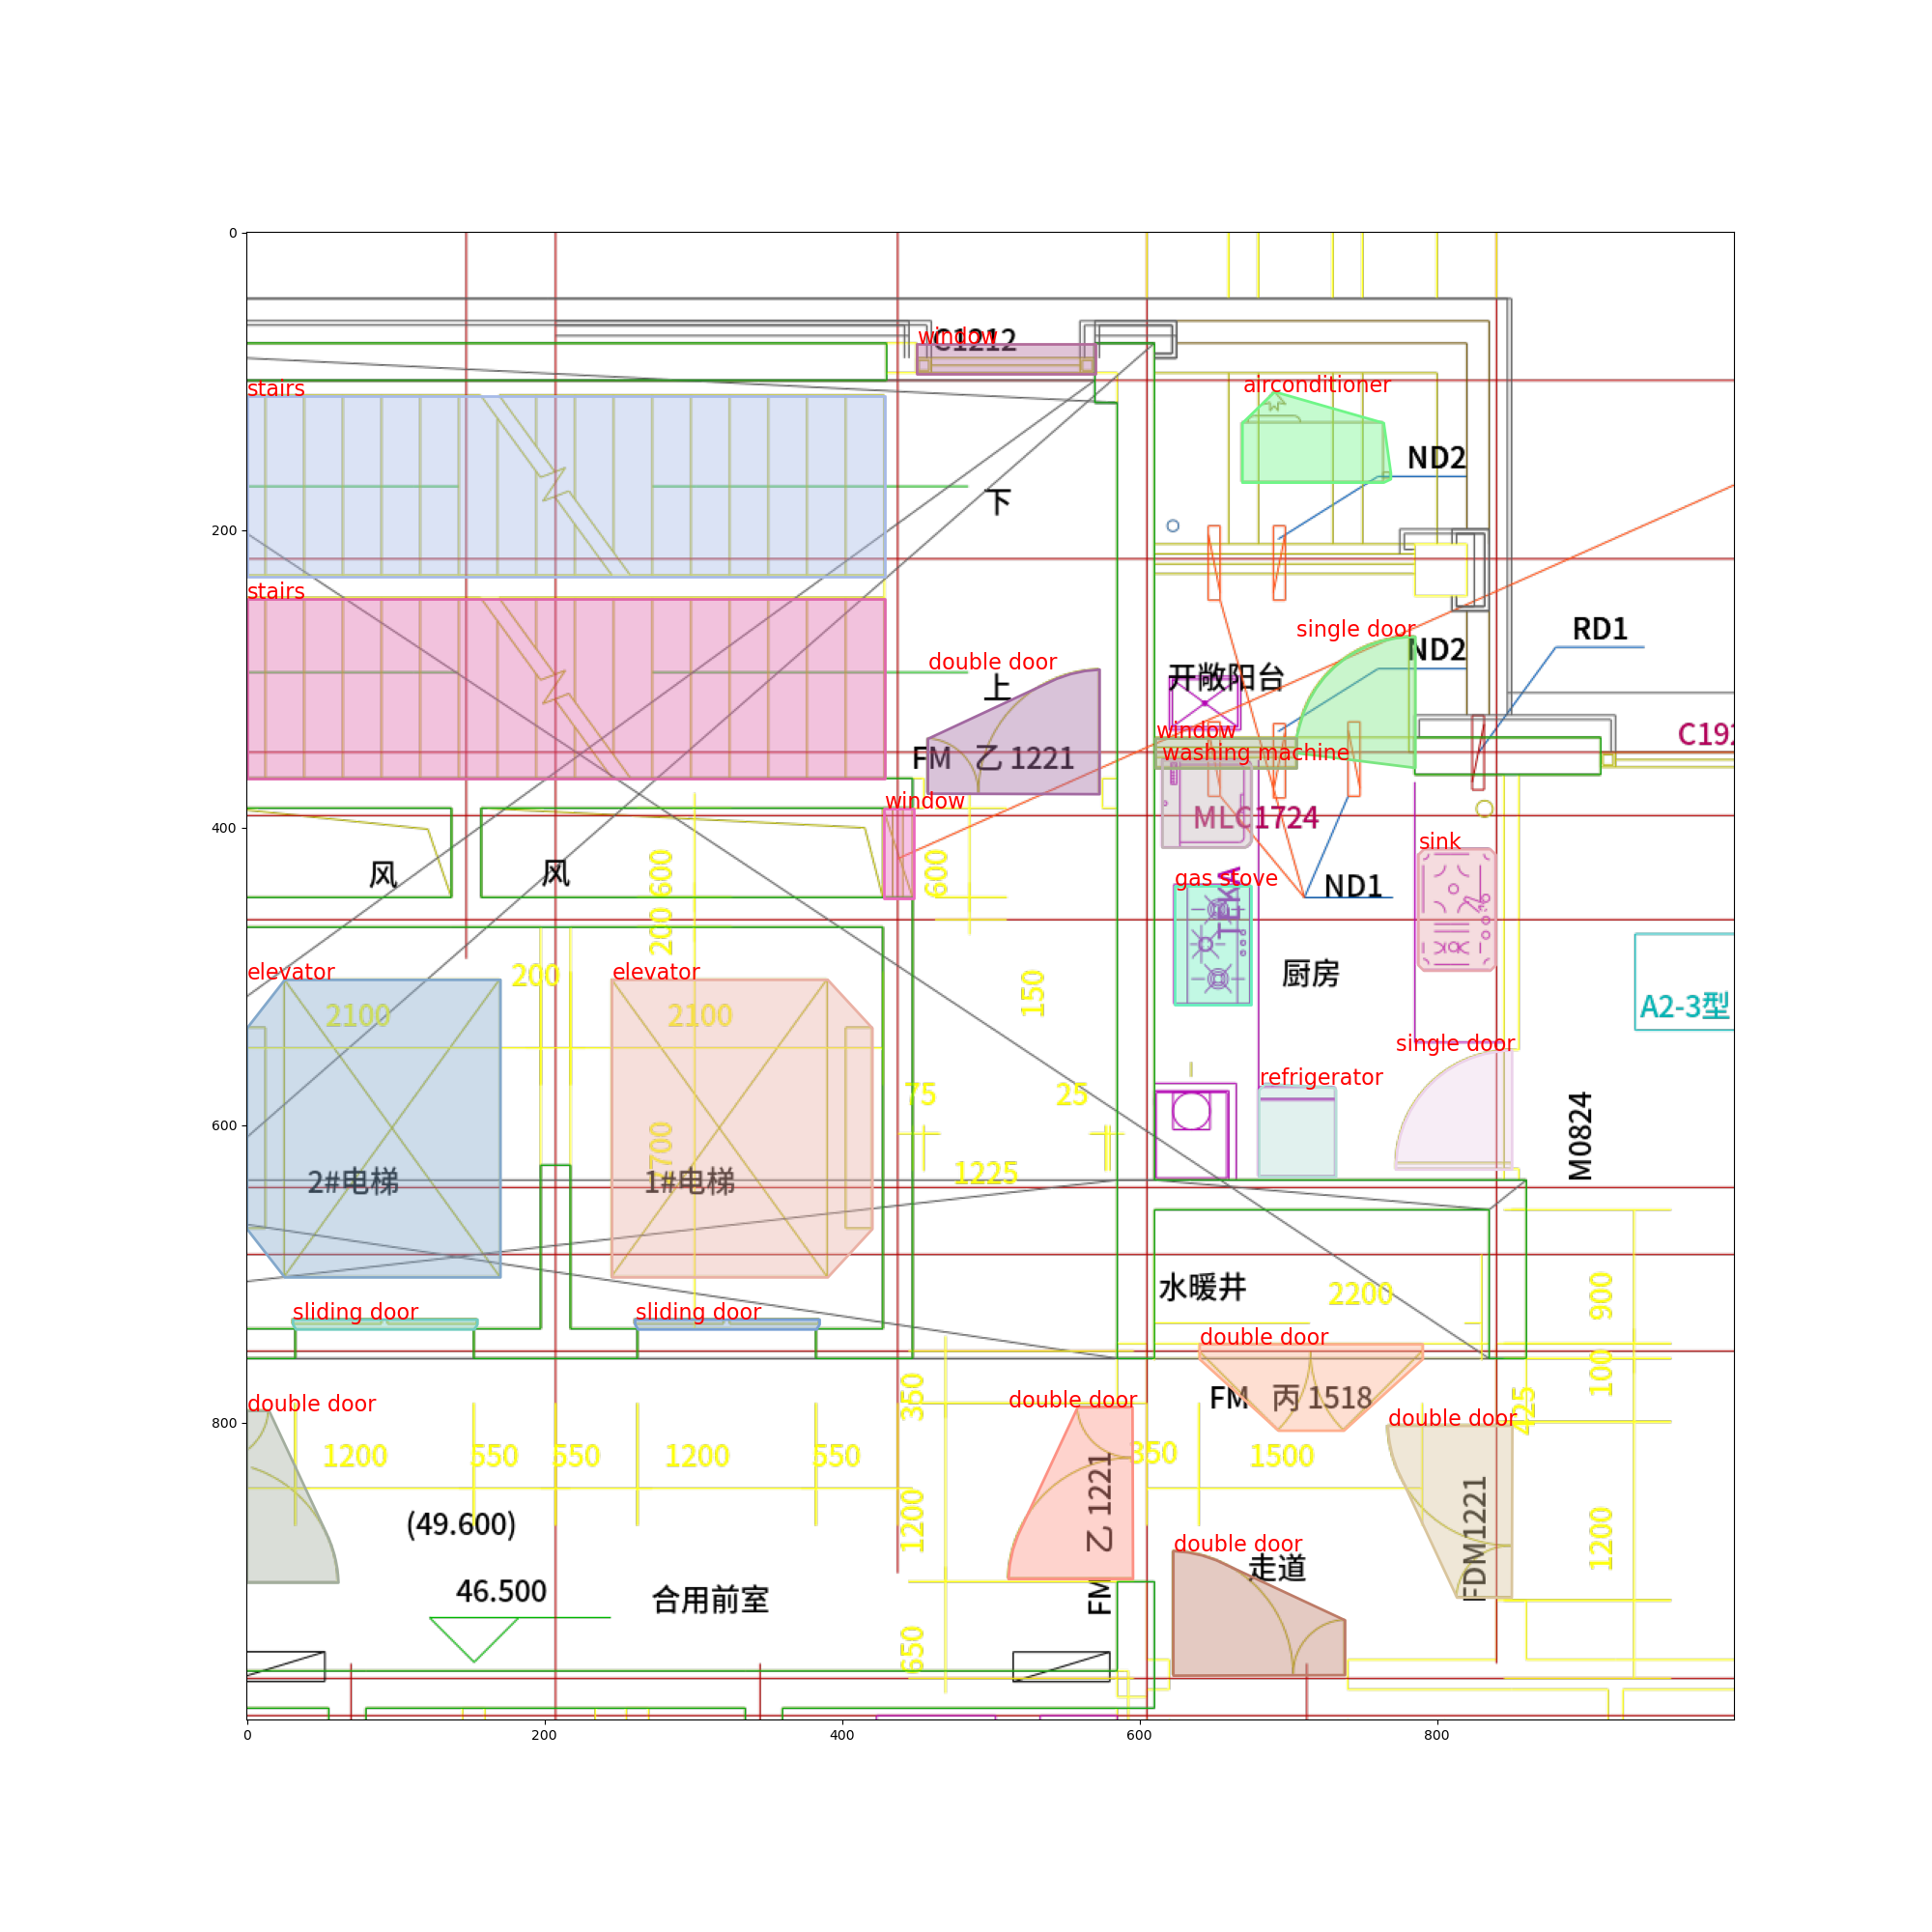 0
window
C1212
stairs
airconditioner
ND2
下
200
stairs
RD1
single door
ND2
double door
开敞阳台
上
window
washing machine
FM 乙 1221
window
MLC1724
400
sink
风
风
600
600
gas stove
TEKA
ND1
200
elevator
200
elevator
厨房
2100
2100
150
A2-3型
single door
refrigerator
75
25
600
M0824
700
2#电梯
1#电梯
1225
水暖井
2200
900
sliding door
sliding door
double door
100
350
FM 丙 1518
double door
double door
double door
425
800
1200
550
550
1200
550
350
1500
(49.600)
1200
FM 乙 1221
FDM1221
1200
double door
走道
46.500
合用前室
650
0
200
400
600
800